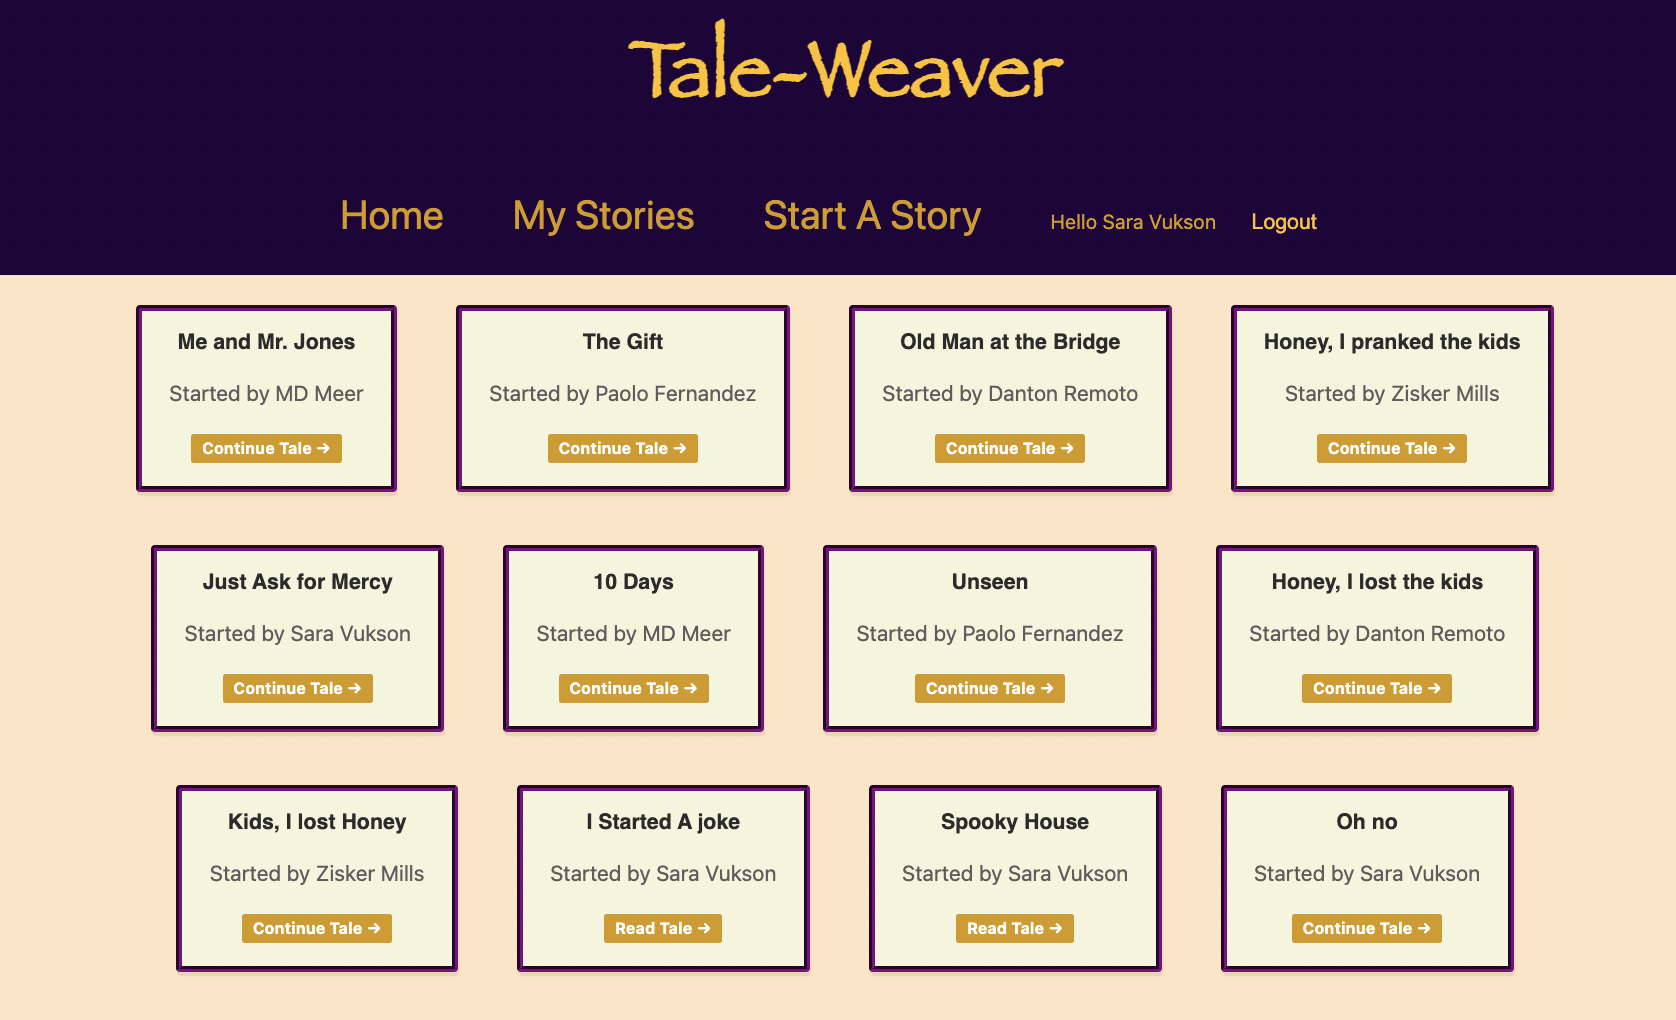 Tale-Weaver
Home My Stories Start A Story Hello Sara Vukson Logout
Me and Mr. Jones
Started by MD Meer
Continue Tale →
The Gift
Started by Paolo Fernandez
Continue Tale →
Old Man at the Bridge
Started by Danton Remoto
Continue Tale →
Honey, I pranked the kids
Started by Zisker Mills
Continue Tale →
Just Ask for Mercy
Started by Sara Vukson
Continue Tale →
10 Days
Started by MD Meer
Continue Tale →
Unseen
Started by Paolo Fernandez
Continue Tale →
Honey, I lost the kids
Started by Danton Remoto
Continue Tale →
Kids, I lost Honey
Started by Zisker Mills
Continue Tale →
I Started A joke
Started by Sara Vukson
Read Tale →
Spooky House
Started by Sara Vukson
Read Tale →
Oh no
Started by Sara Vukson
Continue Tale →